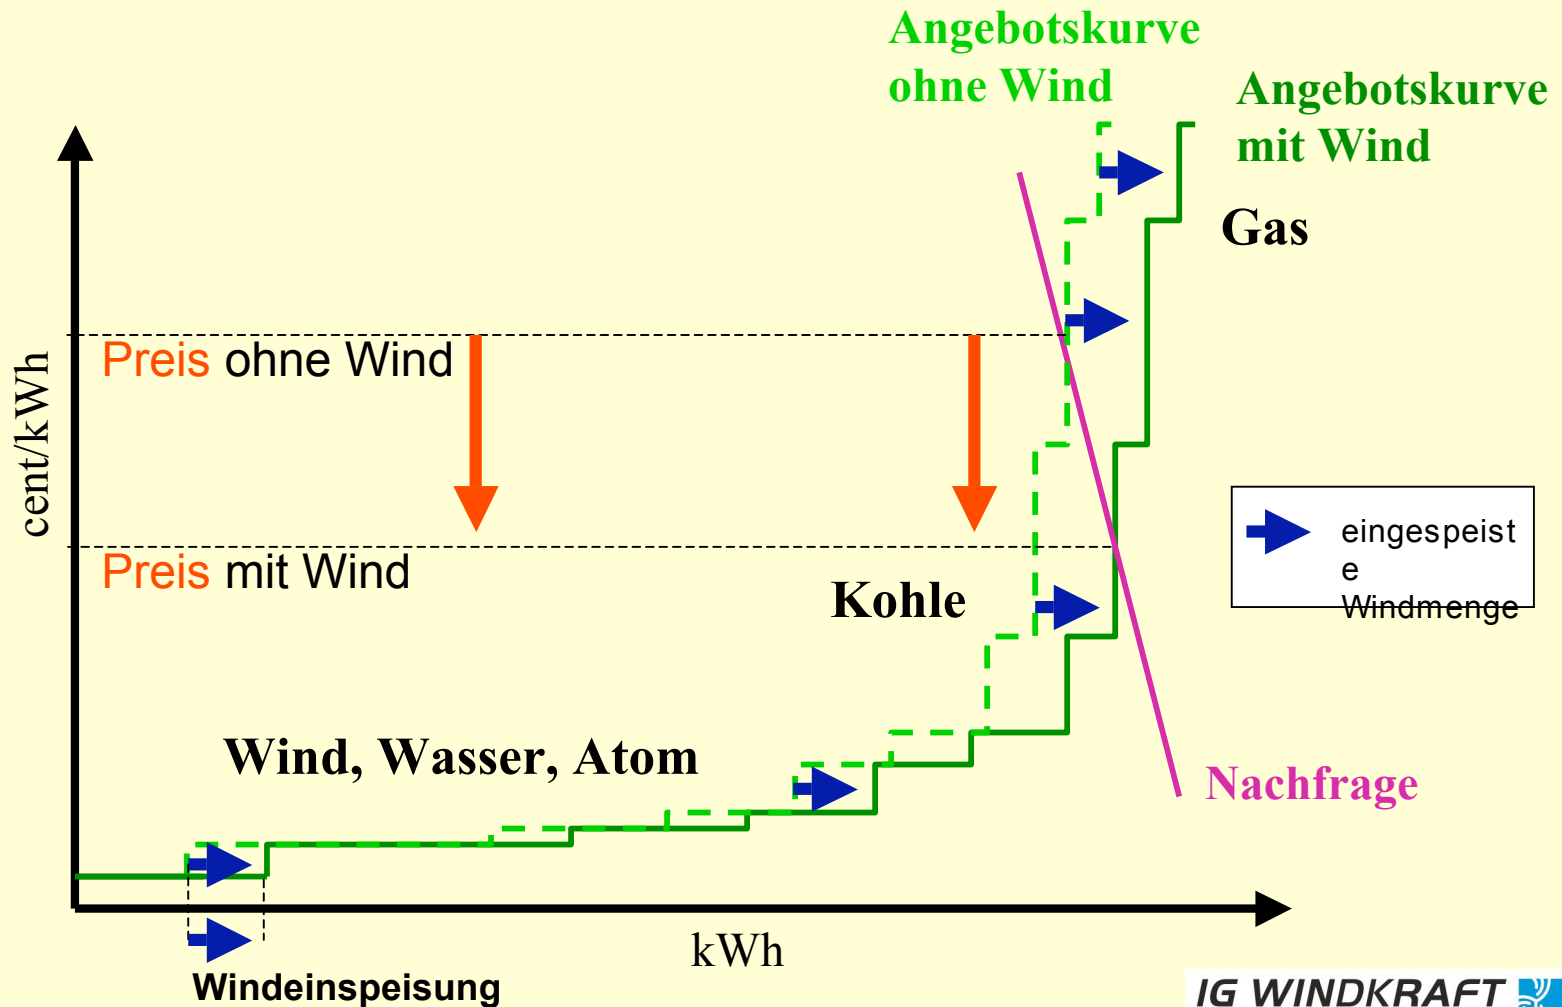 Angebotskurve
ohne Wind
Angebotskurve
mit Wind
Gas
cent/kWh
Preis ohne Wind
Preis mit Wind
Kohle
eingespeist
e
Windmenge
Wind, Wasser, Atom
Nachfrage
kWh
Windeinspeisung
IG WINDKRAFT